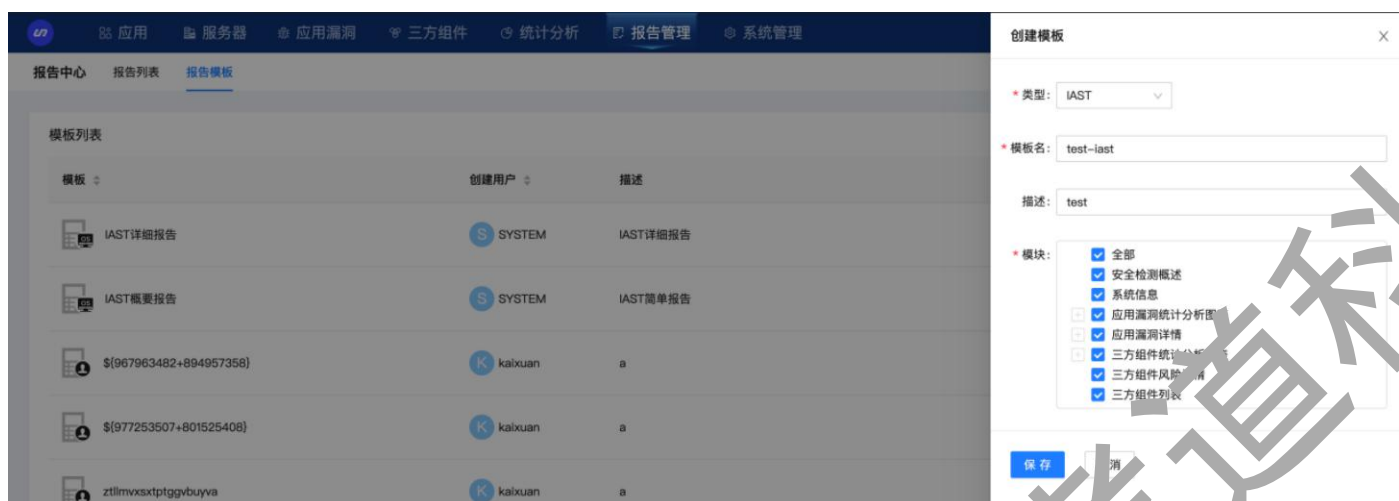 应用 服务器 应用漏洞 三方组件 统计分析 报告管理 系统管理
报告中心 报告列表 报告模板
模板列表
模板 创建用户 描述
IAST详细报告 S SYSTEM IAST详细报告
IAST概要报告 S SYSTEM IAST简单报告
${967963482+894957358} K kaixuan a
${977253507+801525408} K kaixuan a
ztllmvxsxtptggvbuyva K kaixuan a
创建模板
* 类型: IAST
* 模板名: test-iast
描述: test
* 模块:
全部
安全检测概述
系统信息
应用漏洞统计分析图
应用漏洞详情
三方组件统计分析
三方组件风险
三方组件列表
保存 消
道科